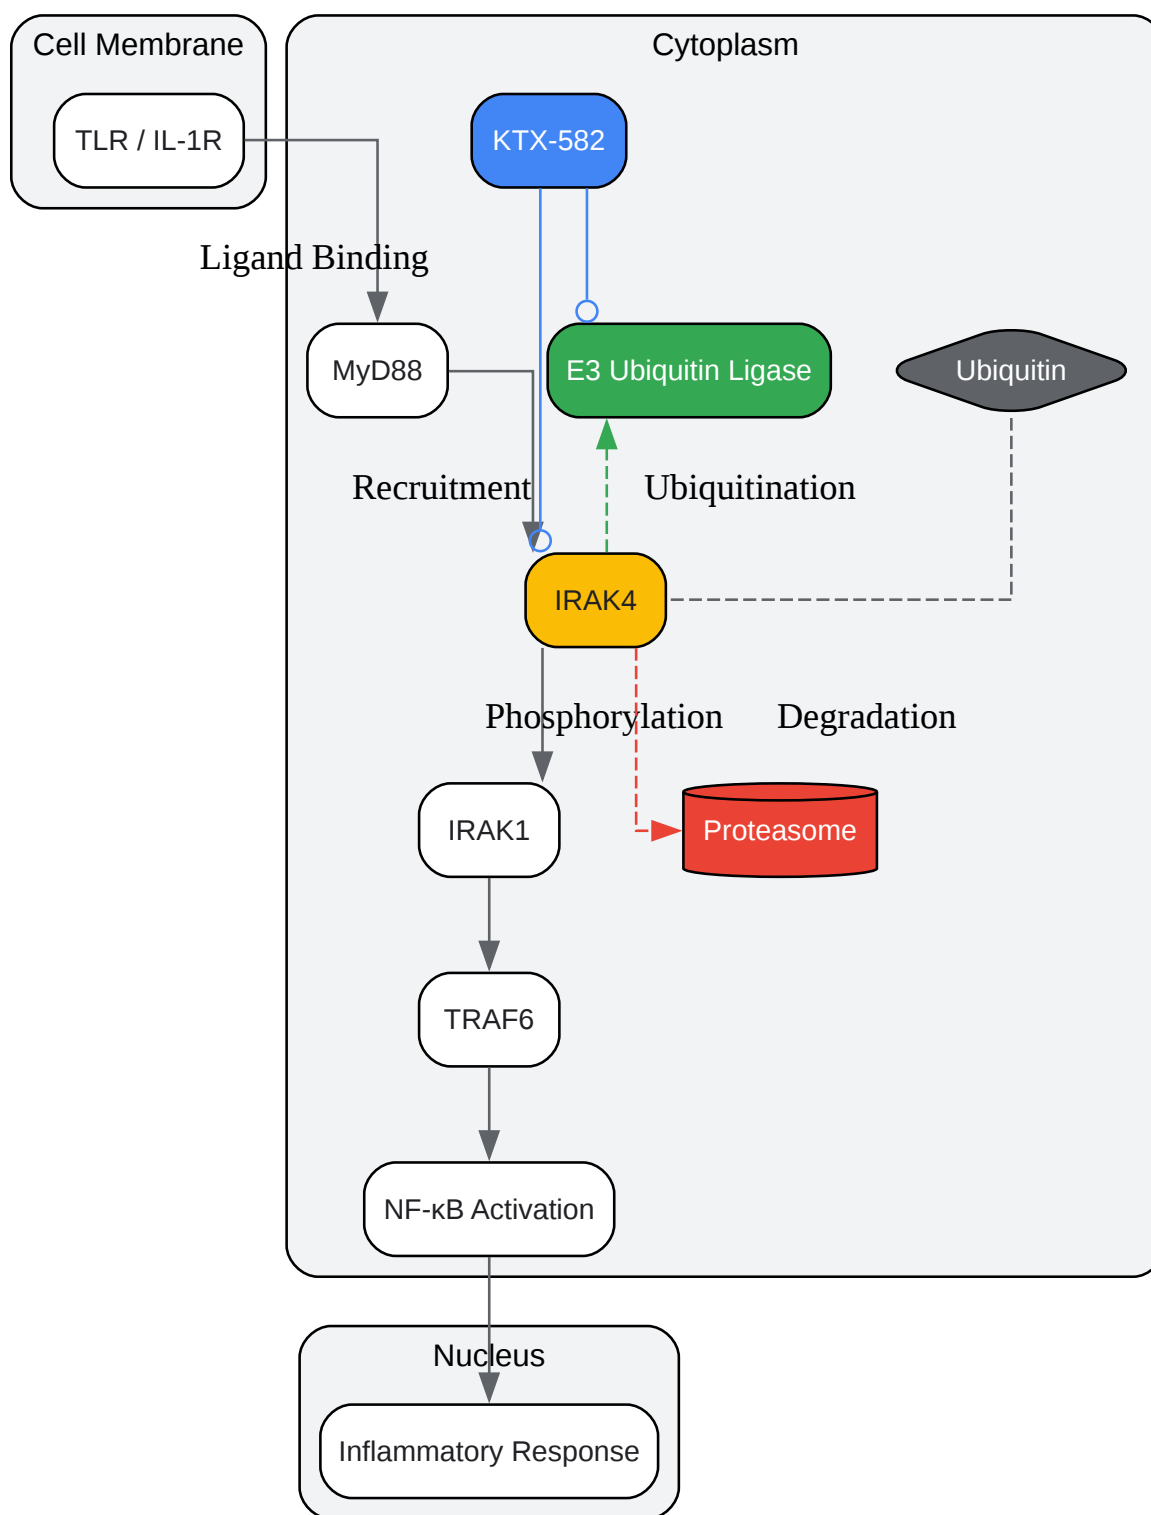 Cell Membrane
Cytoplasm
TLR / IL-1R
KTX-582
Ligand Binding
MyD88
E3 Ubiquitin Ligase
Ubiquitin
Recruitment
Ubiquitination
IRAK4
Phosphorylation
Degradation
IRAK1
Proteasome
TRAF6
NF-κB Activation
Nucleus
Inflammatory Response